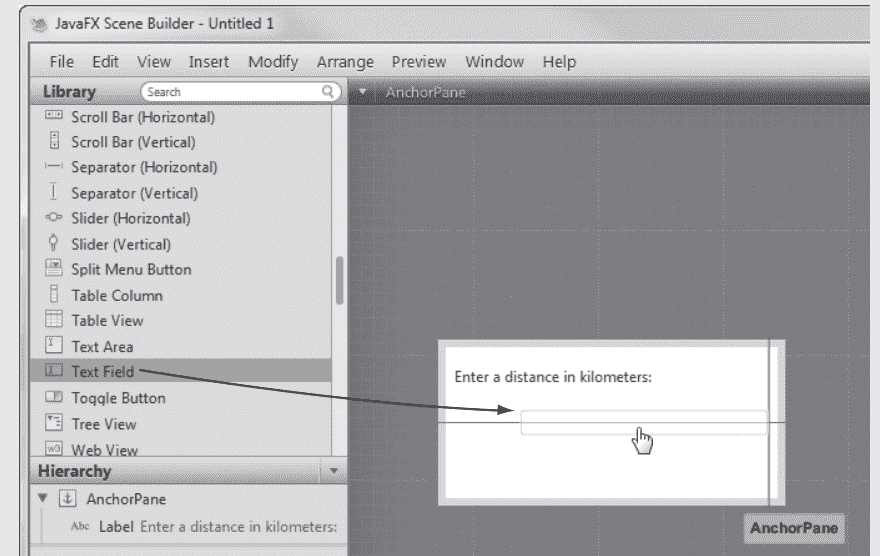 JavaFX Scene Builder - Untitled 1
File Edit View Insert Modify Arrange Preview Window Help
Library Search
AnchorPane
Scroll Bar (Horizontal)
Scroll Bar (Vertical)
Separator (Horizontal)
Separator (Vertical)
Slider (Horizontal)
Slider (Vertical)
Split Menu Button
Table Column
Table View
Text Area
Text Field
Toggle Button
Tree View
W3 Web View
Hierarchy
AnchorPane
Abc Label Enter a distance in kilometers:
Enter a distance in kilometers:
AnchorPane